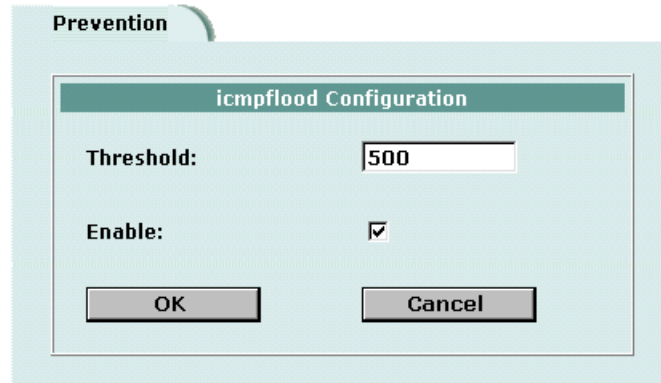 Prevention
icmpflood Configuration
Threshold: 500
Enable:
OK Cancel